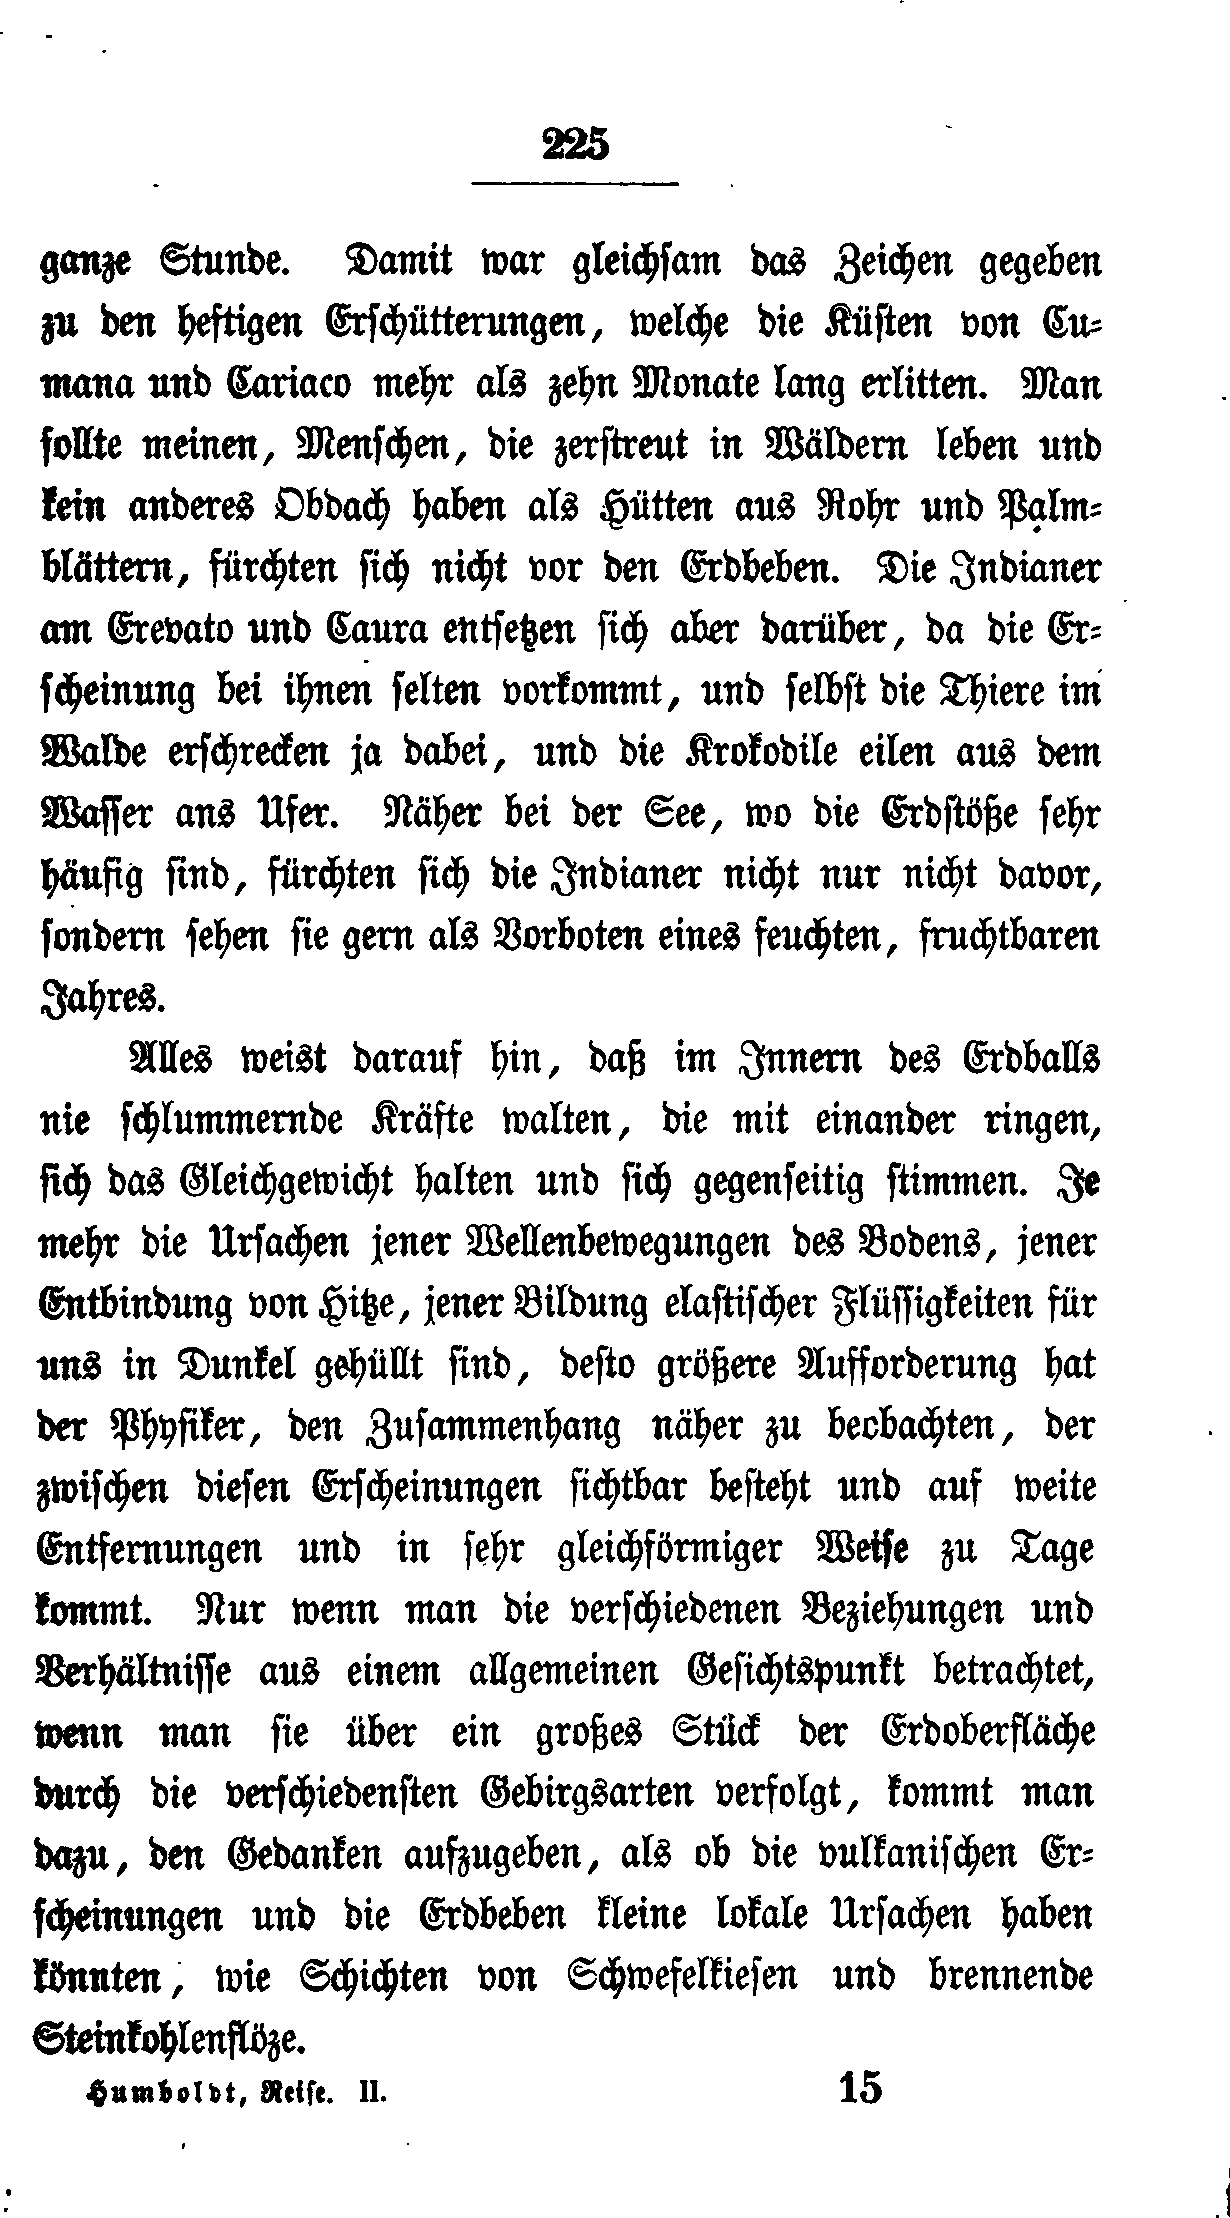 225
ganze Stunde. Damit war gleichsam das Zeichen gegeben
zu den heftigen Erschütterungen, welche die Küsten von Cu-
mana und Cariaco mehr als zehn Monate lang erlitten. Man
sollte meinen, Menschen, die zerstreut in Wäldern leben und
kein anderes Obdach haben als Hütten aus Rohr und Palm-
blättern, fürchten sich nicht vor den Erdbeben. Die Indianer
am Erevato und Caura entsetzen sich aber darüber, da die Er-
scheinung bei ihnen selten vorkommt, und selbst die Thiere im
Walde erschrecken ja dabei, und die Krokodile eilen aus dem
Wasser ans Ufer. Näher bei der See, wo die Erdstöße sehr
häufig sind, fürchten sich die Indianer nicht nur nicht davor,
sondern sehen sie gern als Vorboten eines feuchten, fruchtbaren
Jahres.
Alles weist darauf hin, daß im Innern des Erdballs
nie schlummernde Kräfte walten, die mit einander ringen,
sich das Gleichgewicht halten und sich gegenseitig stimmen. Je
mehr die Ursachen jener Wellenbewegungen des Bodens, jener
Entbindung von Hitze, jener Bildung elastischer Flüssigkeiten für
uns in Dunkel gehüllt sind, desto größere Aufforderung hat
der Physiker, den Zusammenhang näher zu beobachten, der
zwischen diesen Erscheinungen sichtbar besteht und auf weite
Entfernungen und in sehr gleichförmiger Weise zu Tage
kommt. Nur wenn man die verschiedenen Beziehungen und
Verhältnisse aus einem allgemeinen Gesichtspunkt betrachtet,
wenn man sie über ein großes Stück der Erdoberfläche
durch die verschiedensten Gebirgsarten verfolgt, kommt man
dazu, den Gedanken aufzugeben, als ob die vulkanischen Er-
scheinungen und die Erdbeben kleine lokale Ursachen haben
könnten, wie Schichten von Schwefelkiesen und brennende
Steinkohlenflöze.
Humboldt, Reise. II. 15